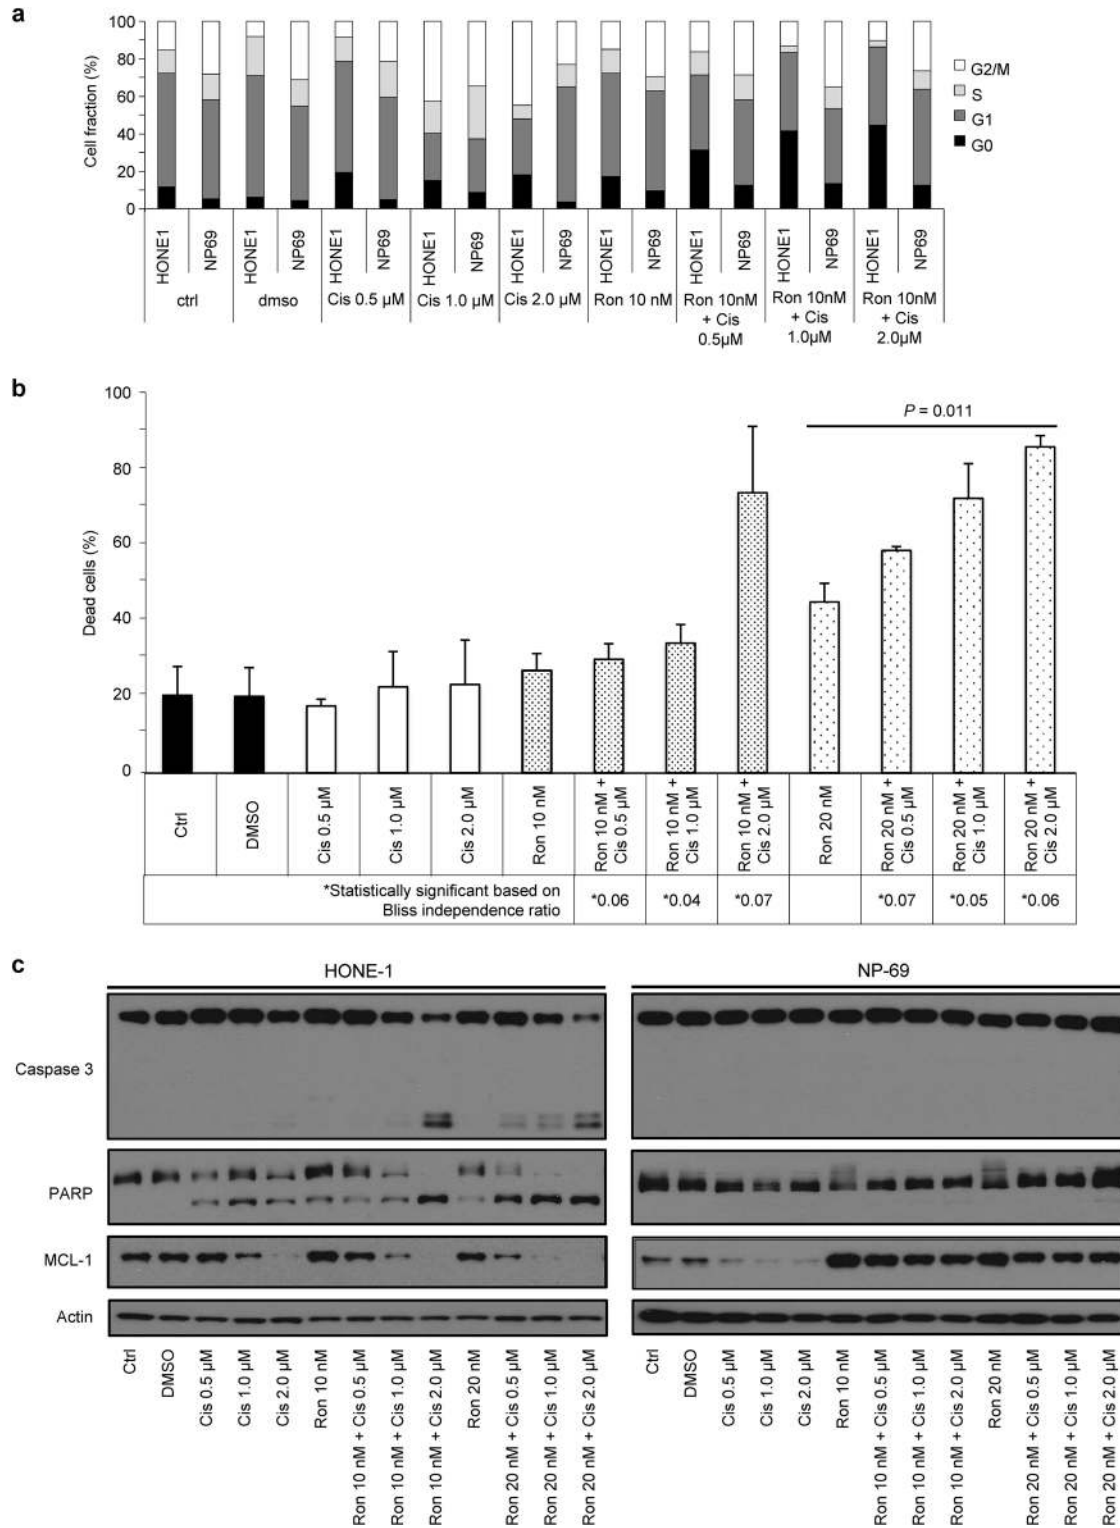 a
100
80
60
40
20
0
Cell fraction (%)
G2/M
S
G1
G0
HONE1
NP69
HONE1
NP69
HONE1
NP69
HONE1
NP69
HONE1
NP69
HONE1
NP69
HONE1
NP69
HONE1
NP69
HONE1
NP69
ctrl
dmso
Cis 0.5 µM
Cis 1.0 µM
Cis 2.0 µM
Ron 10 nM
Ron 10nM
+ Cis
0.5µM
Ron 10nM
+ Cis
1.0µM
Ron 10nM
+ Cis
2.0µM
b
100
80
60
40
20
0
Dead cells (%)
P = 0.011
Ctrl
DMSO
Cis 0.5 µM
Cis 1.0 µM
Cis 2.0 µM
Ron 10 nM
Ron 10 nM +
Cis 0.5 µM
Ron 10 nM +
Cis 1.0 µM
Ron 10 nM +
Cis 2.0 µM
Ron 20 nM
Ron 20 nM +
Cis 0.5 µM
Ron 20 nM +
Cis 1.0 µM
Ron 20 nM +
Cis 2.0 µM
*Statistically significant based on
Bliss independence ratio
*0.06
*0.04
*0.07
*0.07
*0.05
*0.06
c
HONE-1
NP-69
Caspase 3
PARP
MCL-1
Actin
Ctrl
DMSO
Cis 0.5 µM
Cis 1.0 µM
Cis 2.0 µM
Ron 10 nM
Ron 10 nM + Cis 0.5 µM
Ron 10 nM + Cis 1.0 µM
Ron 10 nM + Cis 2.0 µM
Ron 20 nM
Ron 20 nM + Cis 0.5 µM
Ron 20 nM + Cis 1.0 µM
Ron 20 nM + Cis 2.0 µM
Ctrl
DMSO
Cis 0.5 µM
Cis 1.0 µM
Cis 2.0 µM
Ron 10 nM
Ron 10 nM + Cis 0.5 µM
Ron 10 nM + Cis 1.0 µM
Ron 10 nM + Cis 2.0 µM
Ron 20 nM
Ron 20 nM + Cis 0.5 µM
Ron 20 nM + Cis 1.0 µM
Ron 20 nM + Cis 2.0 µM